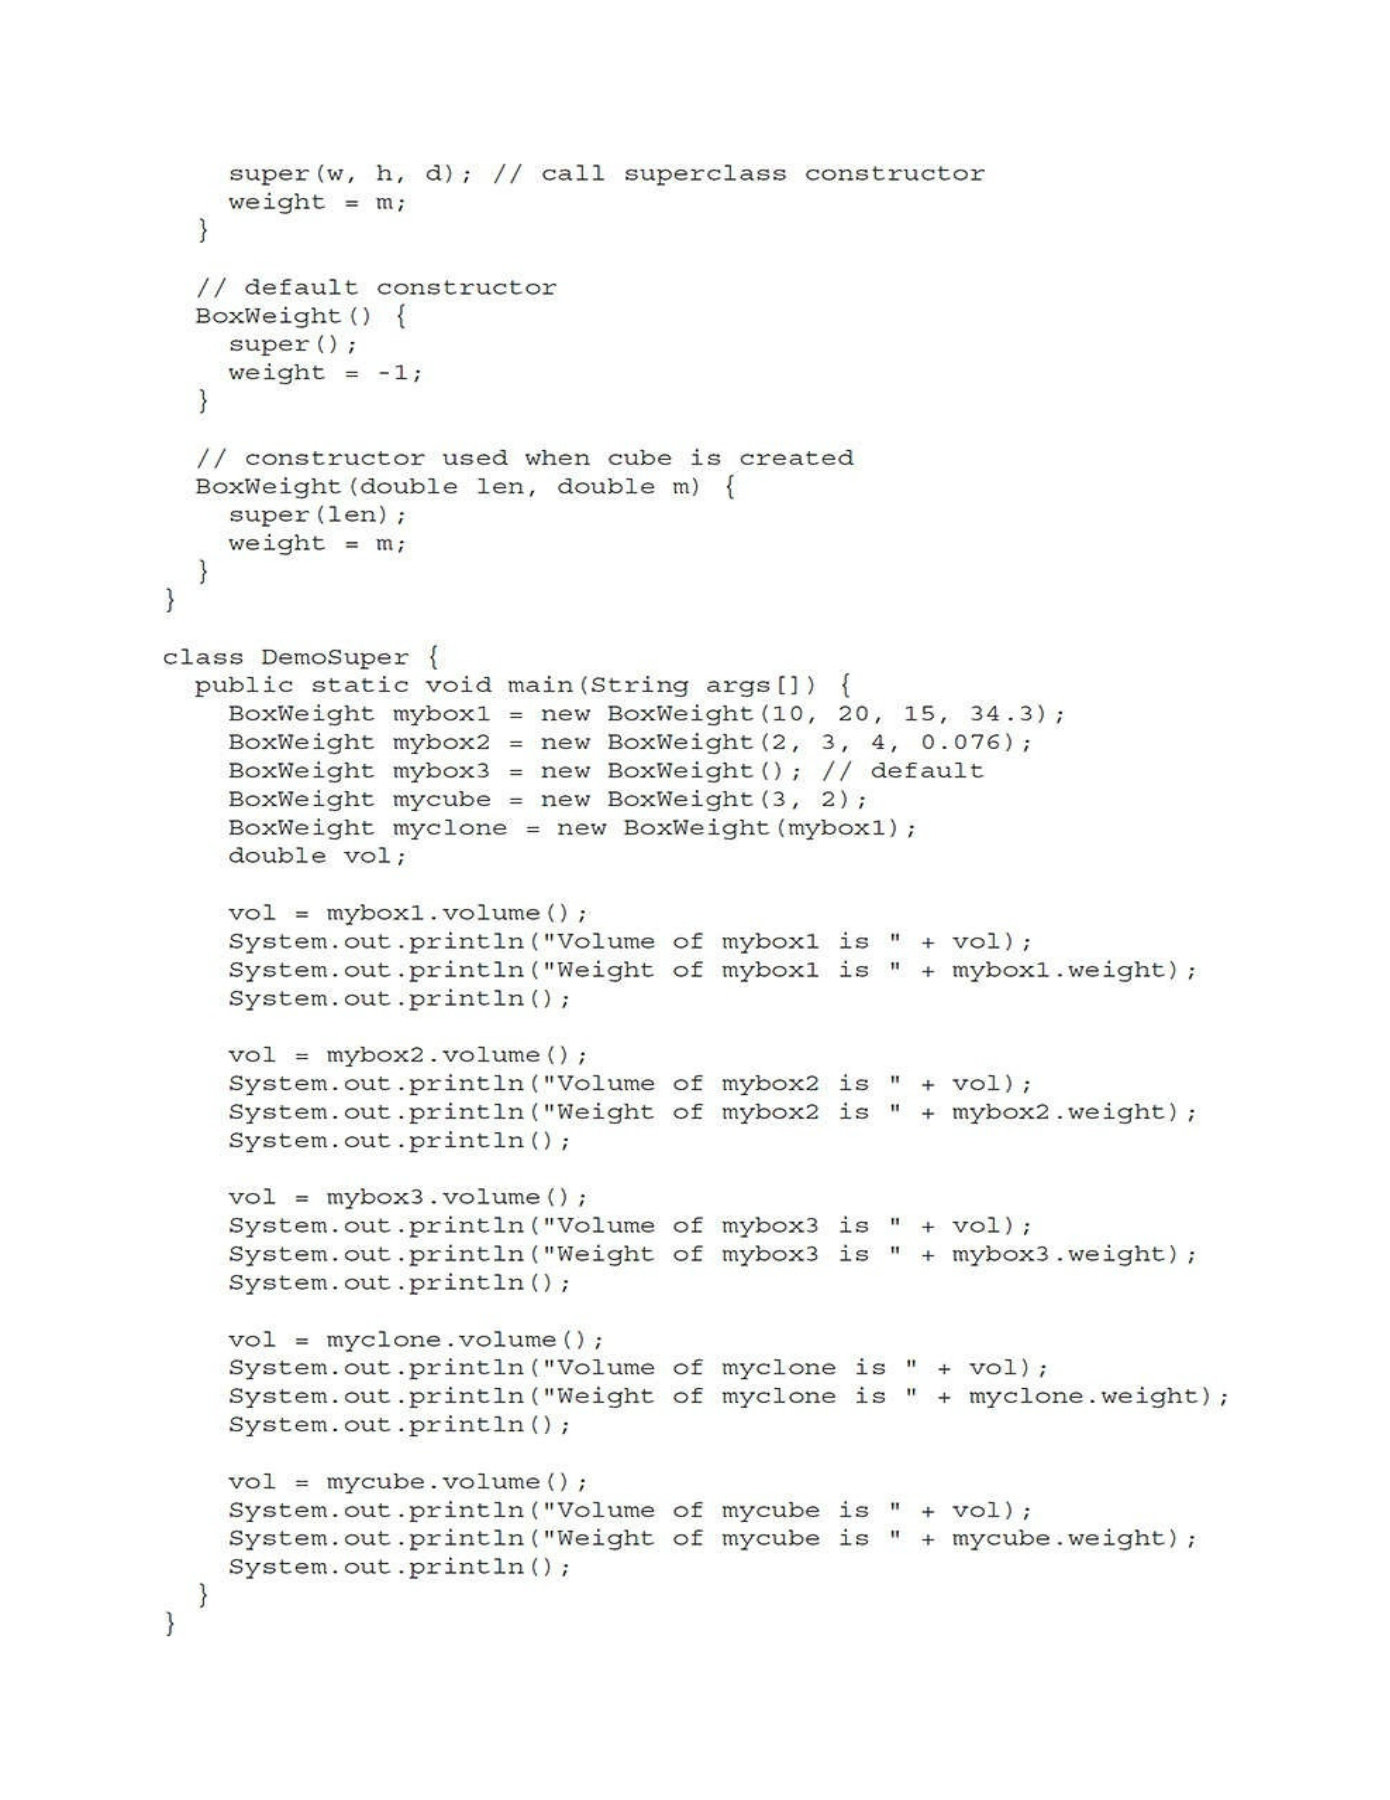 super(w, h, d); // call superclass constructor
weight = m;
}
// default constructor
BoxWeight() {
super();
weight = -1;
}
// constructor used when cube is created
BoxWeight(double len, double m) {
super(len);
weight = m;
}
}
class DemoSuper {
public static void main(String args[]) {
BoxWeight mybox1 = new BoxWeight(10, 20, 15, 34.3);
BoxWeight mybox2 = new BoxWeight(2, 3, 4, 0.076);
BoxWeight mybox3 = new BoxWeight(); // default
BoxWeight mycube = new BoxWeight(3, 2);
BoxWeight myclone = new BoxWeight(mybox1);
double vol;
vol = mybox1.volume();
System.out.println("Volume of mybox1 is " + vol);
System.out.println("Weight of mybox1 is " + mybox1.weight);
System.out.println();
vol = mybox2.volume();
System.out.println("Volume of mybox2 is " + vol);
System.out.println("Weight of mybox2 is " + mybox2.weight);
System.out.println();
vol = mybox3.volume();
System.out.println("Volume of mybox3 is " + vol);
System.out.println("Weight of mybox3 is " + mybox3.weight);
System.out.println();
vol = myclone.volume();
System.out.println("Volume of myclone is " + vol);
System.out.println("Weight of myclone is " + myclone.weight);
System.out.println();
vol = mycube.volume();
System.out.println("Volume of mycube is " + vol);
System.out.println("Weight of mycube is " + mycube.weight);
System.out.println();
}
}